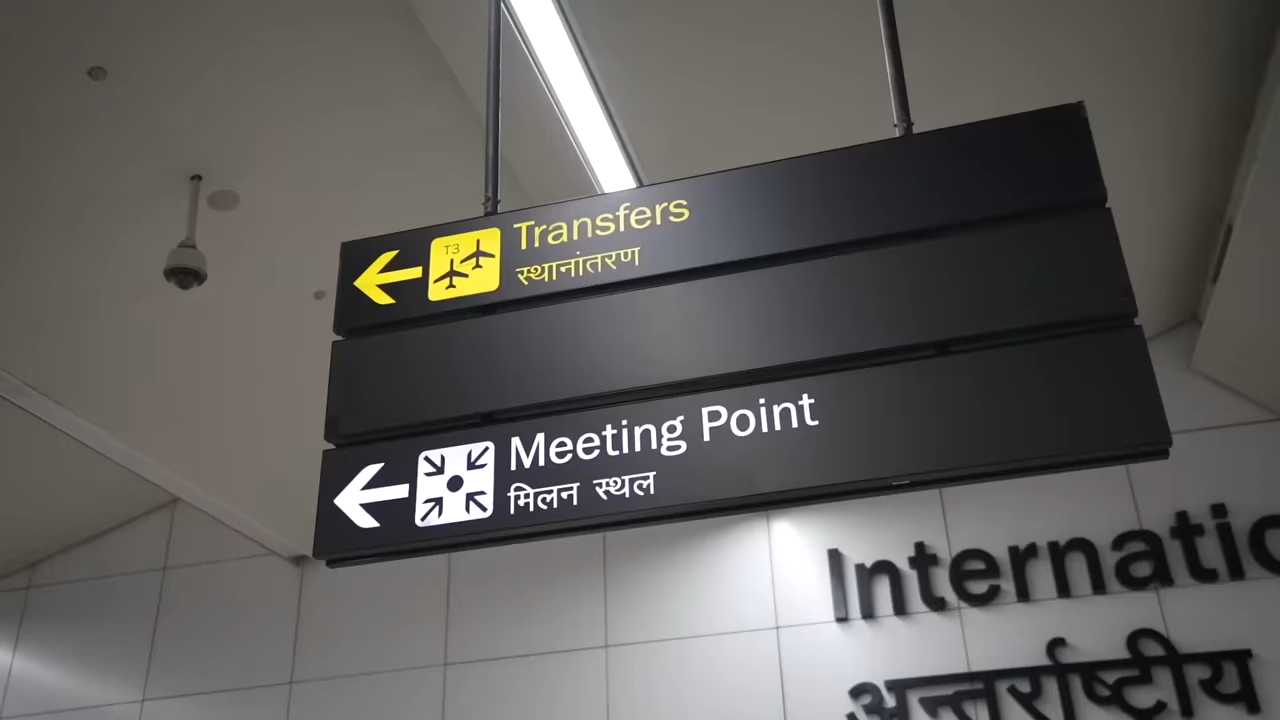 T3
Transfers
स्थानांतरण
Meeting Point
मिलन स्थल
Internatio
अन्तर्राष्ट्रीय